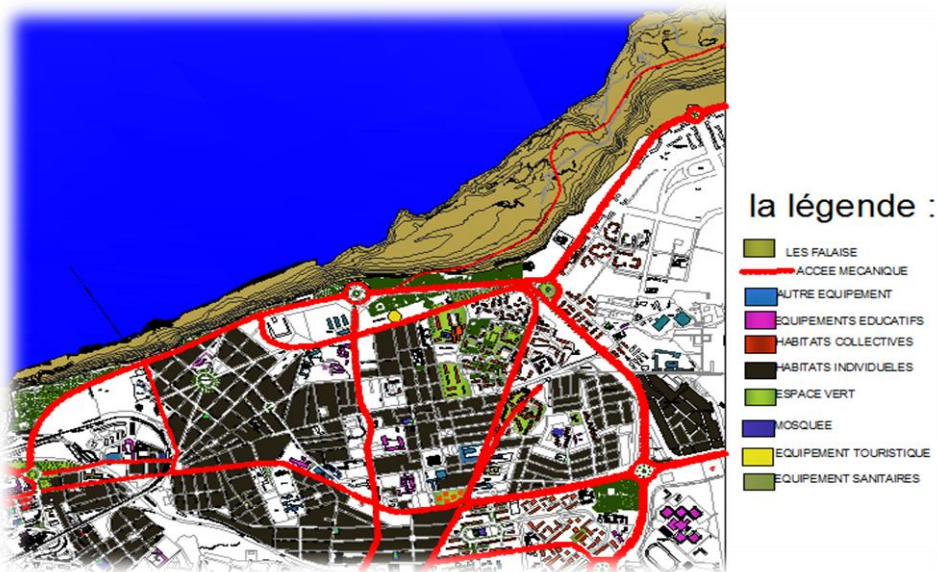 la légende :
LES FALAISE
ACCEE MECANIQUE
AUTRE EQUIPEMENT
EQUIPEMENTS EDUCATIFS
HABITATS COLLECTIVES
HABITATS INDIVIDUELES
ESPACE VERT
MOSQUEE
EQUIPEMENT TOURISTIQUE
EQUIPEMENT SANITAIRES